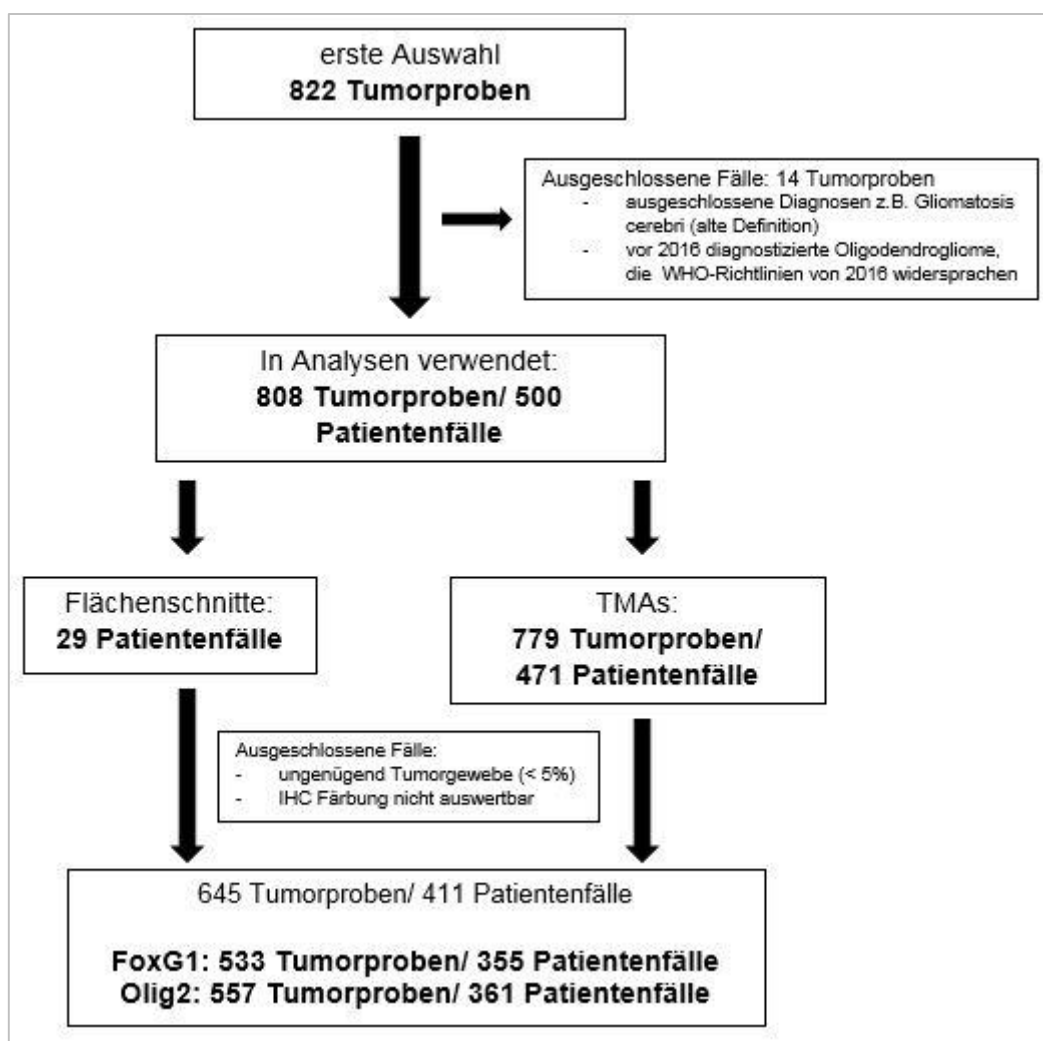 erste Auswahl
822 Tumorproben
Ausgeschlossene Fälle: 14 Tumorproben
- ausgeschlossene Diagnosen z.B. Gliomatosis
cerebri (alte Definition)
- vor 2016 diagnostizierte Oligodendrogliome,
die WHO-Richtlinien von 2016 widersprachen
In Analysen verwendet:
808 Tumorproben/ 500
Patientenfälle
Flächenschnitte:
29 Patientenfälle
TMAs:
779 Tumorproben/
471 Patientenfälle
Ausgeschlossene Fälle:
- ungenügend Tumorgewebe (< 5%)
- IHC Färbung nicht auswertbar
645 Tumorproben/ 411 Patientenfälle
FoxG1: 533 Tumorproben/ 355 Patientenfälle
Olig2: 557 Tumorproben/ 361 Patientenfälle